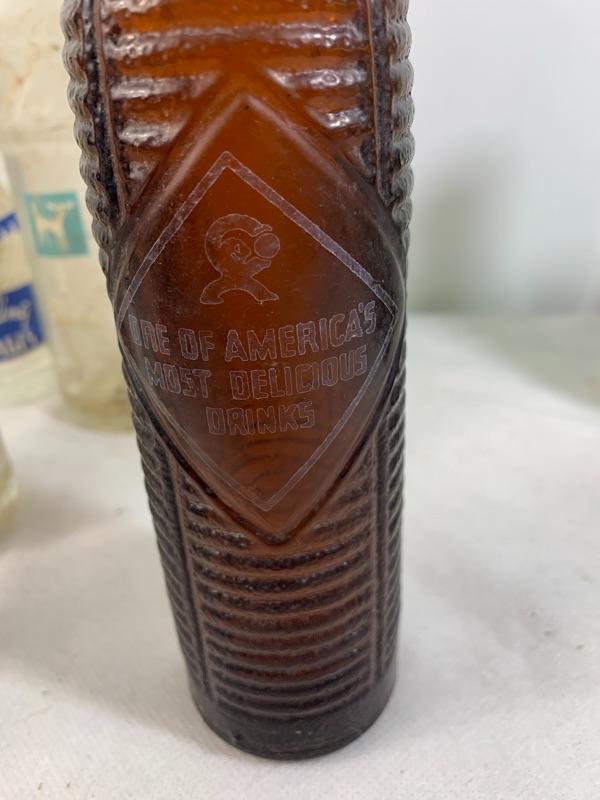 ONE OF AMERICA'S
MOST DELICIOUS
DRINKS